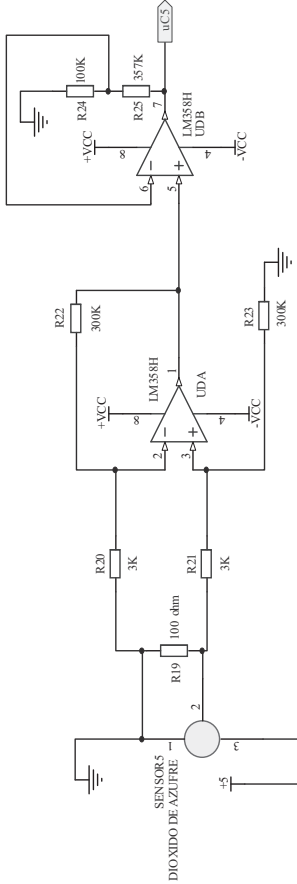 SENSOR5
DIOXIDO DE AZUFRE
1
2
3
+5
R19
100 ohm
R20
3K
R21
3K
R22
300K
R23
300K
+VCC
8
LM358H
UDA
2
3
1
4
-VCC
R24
100K
R25
357K
+VCC
8
LM358H
UDB
6
5
7
4
-VCC
uC5